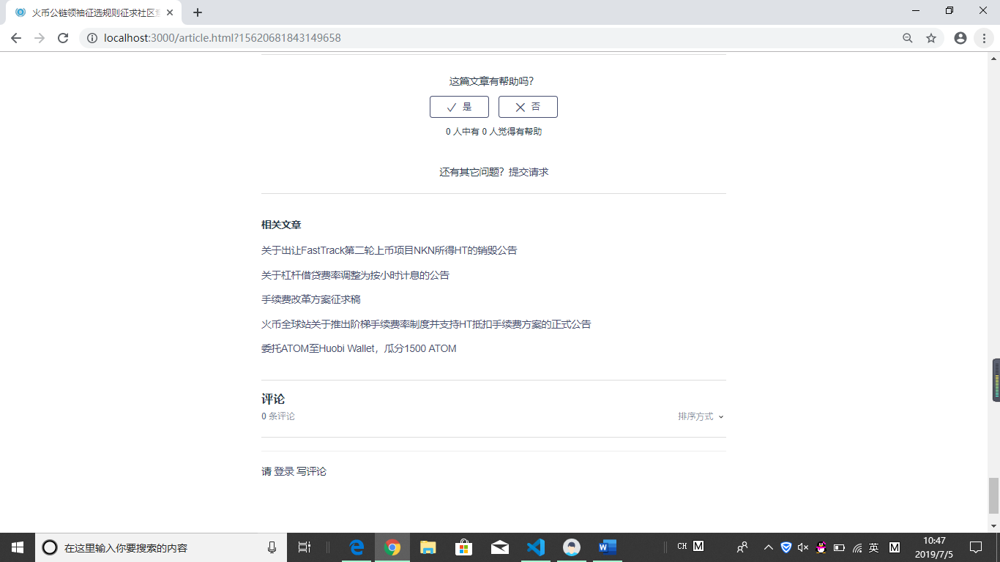 火币公链领袖征选规则征求社区意
localhost:3000/article.html?15620681843149658
这篇文章有帮助吗？
是
否
0 人中有 0 人觉得有帮助
还有其它问题？提交请求
相关文章
关于出让FastTrack第二轮上币项目NKN所得HT的销毁公告
关于杠杆借贷费率调整为按小时计息的公告
手续费改革方案征求稿
火币全球站关于推出阶梯手续费率制度并支持HT抵扣手续费方案的正式公告
委托ATOM至Huobi Wallet，瓜分1500 ATOM
评论
0 条评论
排序方式
请 登录 写评论
在这里输入你要搜索的内容
CH M
英 M
10:47
2019/7/5